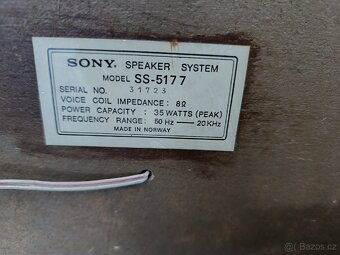 SONY. SPEAKER SYSTEM
MODEL SS-5177
SERIAL NO. 31723
VOICE COIL IMPEDANCE: 8Ω
POWER CAPACITY: 35 WATTS (PEAK)
FREQUENCY RANGE: 50 Hz — 20 KHz
MADE IN NORWAY
Bazos.cz